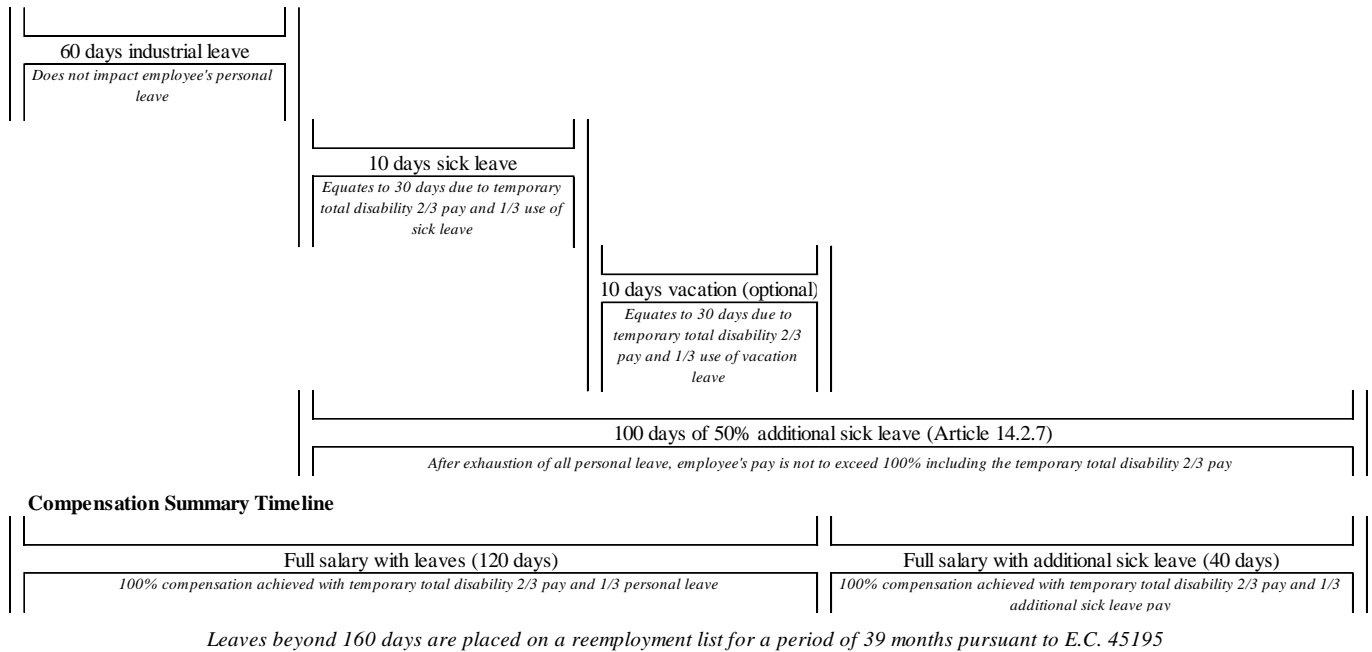 60 days industrial leave
Does not impact employee's personal
leave
10 days sick leave
Equates to 30 days due to temporary
total disability 2/3 pay and 1/3 use of
sick leave
10 days vacation (optional)
Equates to 30 days due to
temporary total disability 2/3
pay and 1/3 use of vacation
leave
100 days of 50% additional sick leave (Article 14.2.7)
After exhaustion of all personal leave, employee's pay is not to exceed 100% including the temporary total disability 2/3 pay
Compensation Summary Timeline
Full salary with leaves (120 days)
100% compensation achieved with temporary total disability 2/3 pay and 1/3 personal leave
Full salary with additional sick leave (40 days)
100% compensation achieved with temporary total disability 2/3 pay and 1/3
additional sick leave pay
Leaves beyond 160 days are placed on a reemployment list for a period of 39 months pursuant to E.C. 45195